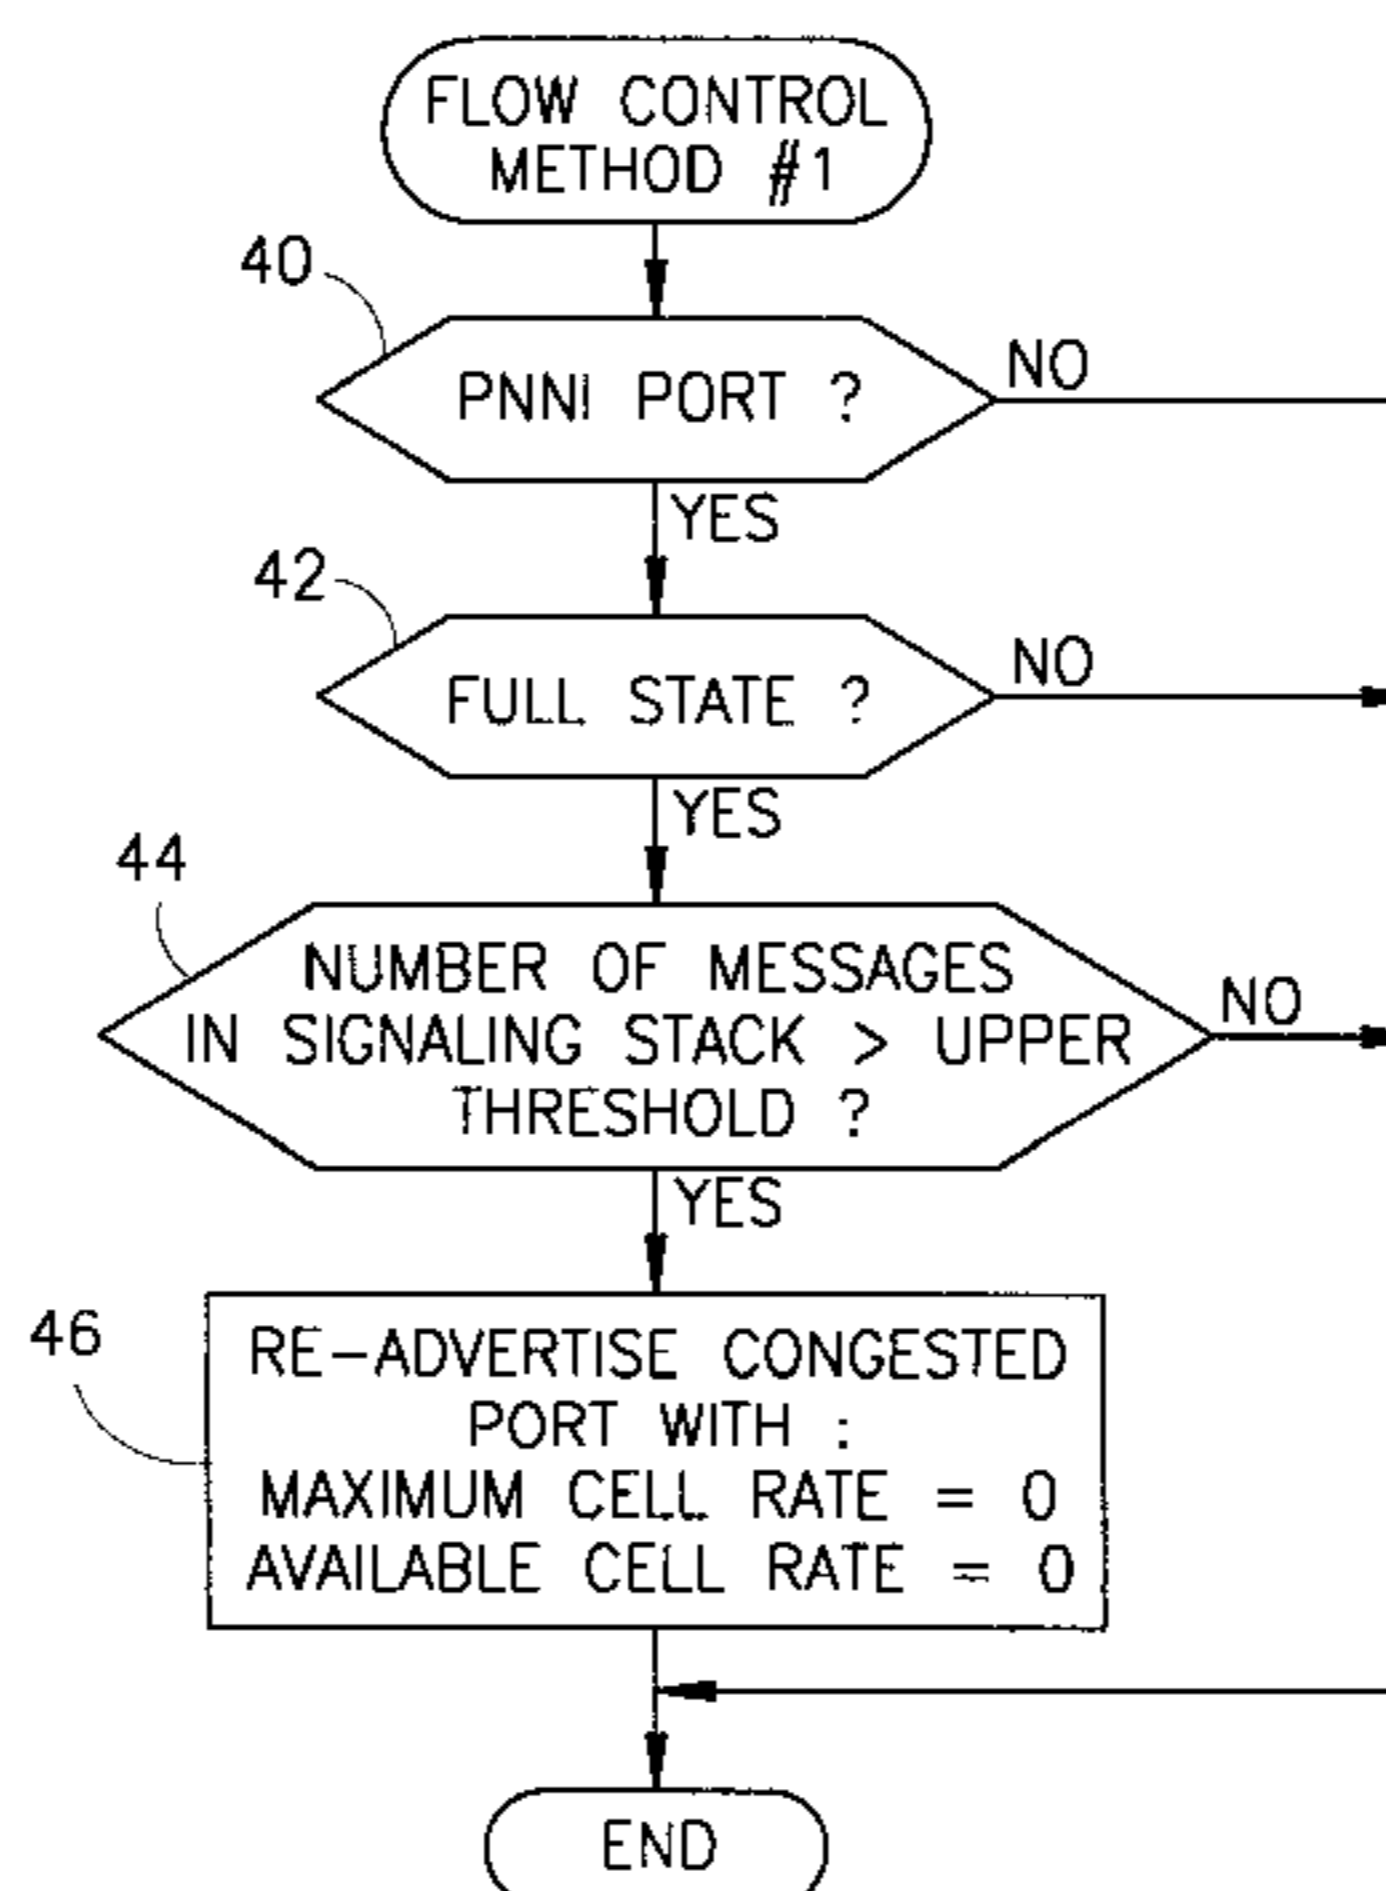 FLOW CONTROL
METHOD #1
40
PNNI PORT ?
NO
YES
42
FULL STATE ?
NO
YES
44
NUMBER OF MESSAGES
IN SIGNALING STACK > UPPER
THRESHOLD ?
NO
YES
46
RE-ADVERTISE CONGESTED
PORT WITH :
MAXIMUM CELL RATE = 0
AVAILABLE CELL RATE = 0
END